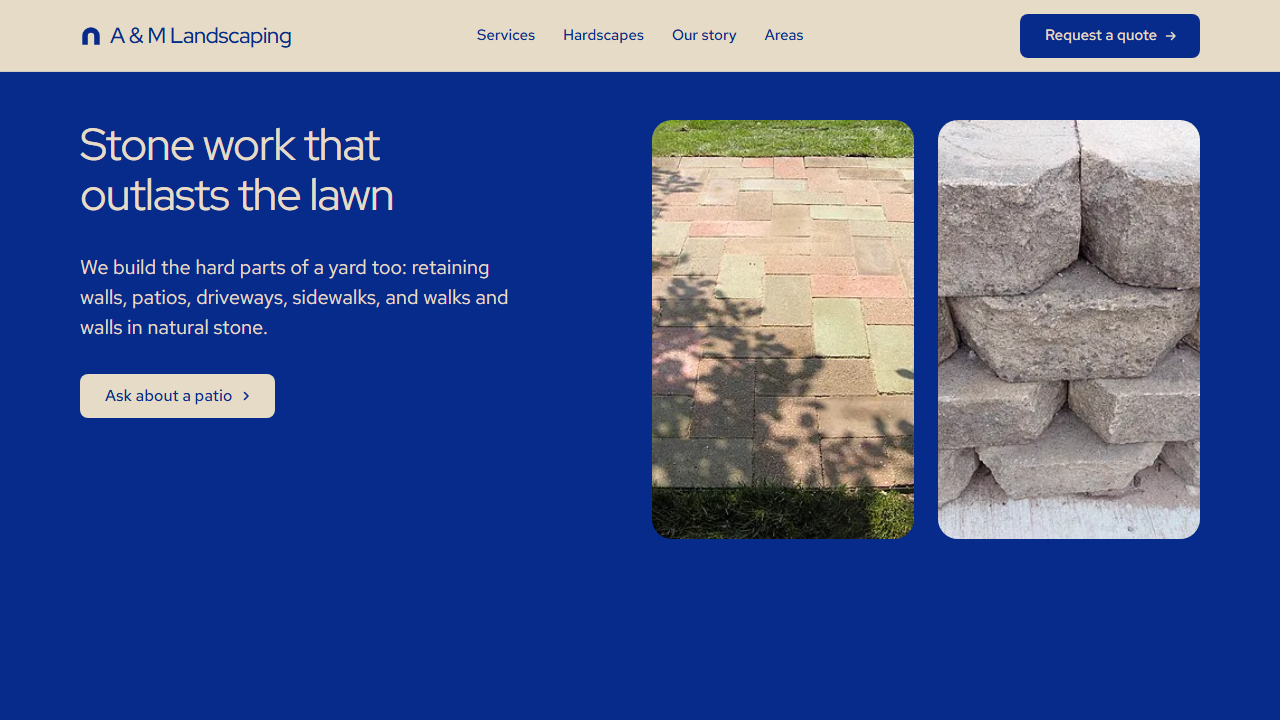 A & M Landscaping
Services
Hardscapes
Our story
Areas
Request a quote
Stone work that
outlasts the lawn
We build the hard parts of a yard too: retaining
walls, patios, driveways, sidewalks, and walks and
walls in natural stone.
Ask about a patio